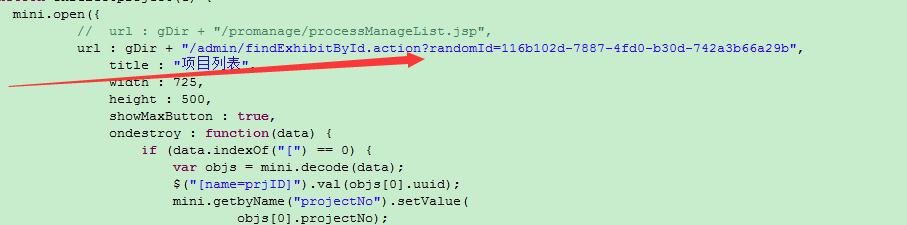 mini.open({
// url : gDir + "/promanage/processManageList.jsp",
url : gDir + "/admin/findExhibitById.action?randomId=116b102d-7887-4fd0-b30d-742a3b66a29b",
title : "项目列表",
width : 725,
height : 500,
showMaxButton : true,
ondestroy : function(data) {
if (data.indexOf("[") == 0) {
var objs = mini.decode(data);
$("[name=prjID]").val(objs[0].uuid);
mini.getbyName("projectNo").setValue(
objs[0].projectNo);